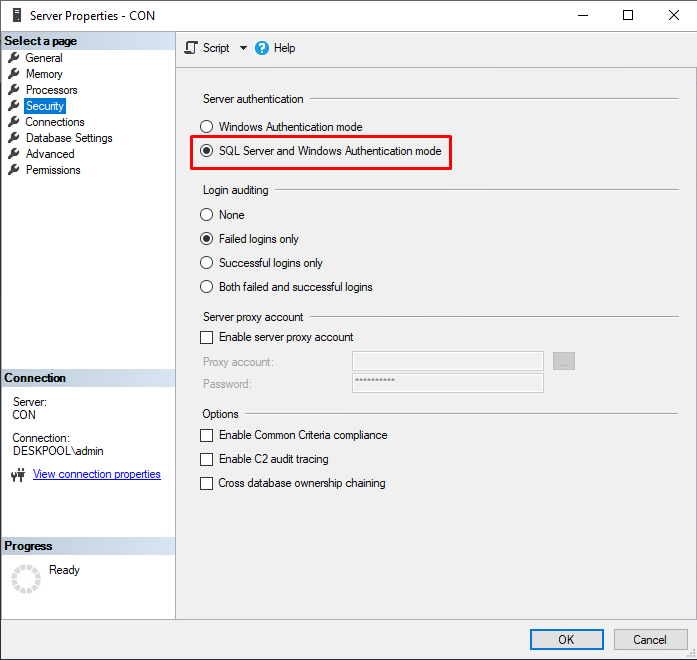 Server Properties - CON
Select a page
General
Memory
Processors
Security
Connections
Database Settings
Advanced
Permissions
Script
Help
Server authentication
Windows Authentication mode
SQL Server and Windows Authentication mode
Login auditing
None
Failed logins only
Successful logins only
Both failed and successful logins
Server proxy account
Enable server proxy account
Proxy account:
...
Password:
**********
Options
Enable Common Criteria compliance
Enable C2 audit tracing
Cross database ownership chaining
Connection
Server:
CON
Connection:
DESKPOOL\admin
View connection properties
Progress
Ready
OK
Cancel